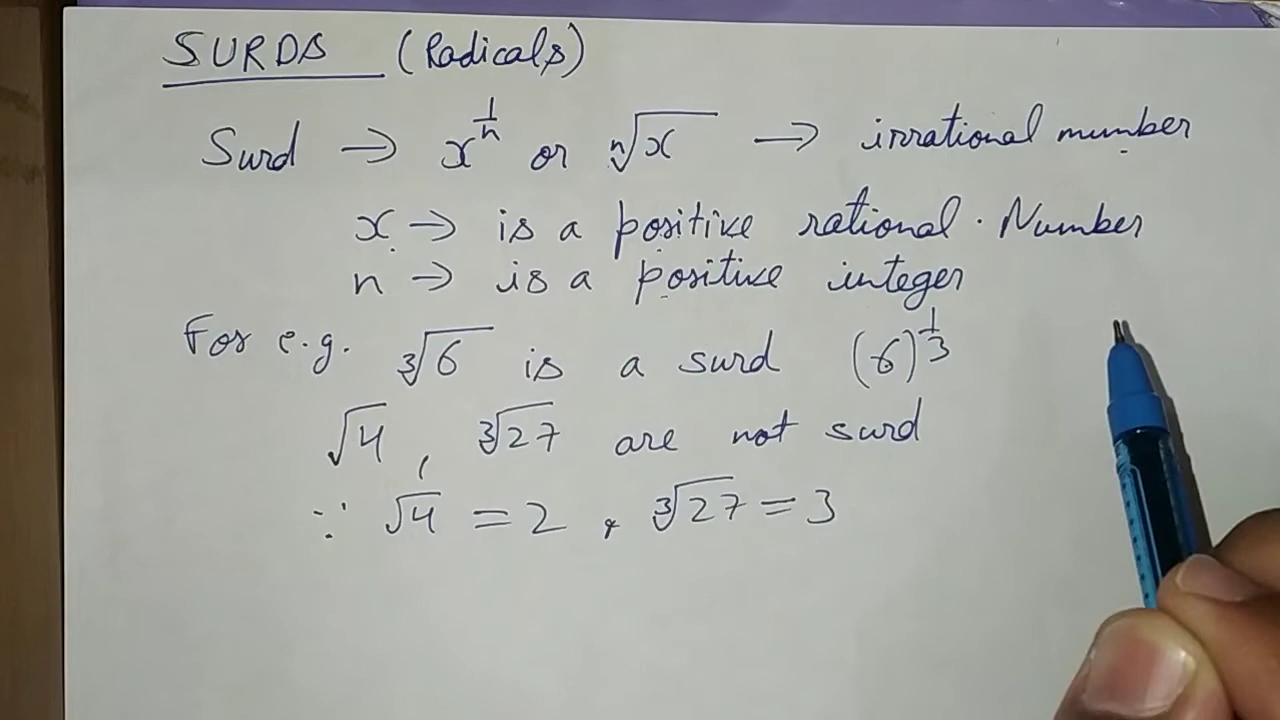 SURDS (Radicals)
Surd → x^{1/n} or ⁿ√x → irrational number
x → is a positive rational. Number
n → is a positive integer
For e.g. ³√6 is a surd (6)^{1/3}
√4, ³√27 are not surd
∵ √4 = 2, ³√27 = 3